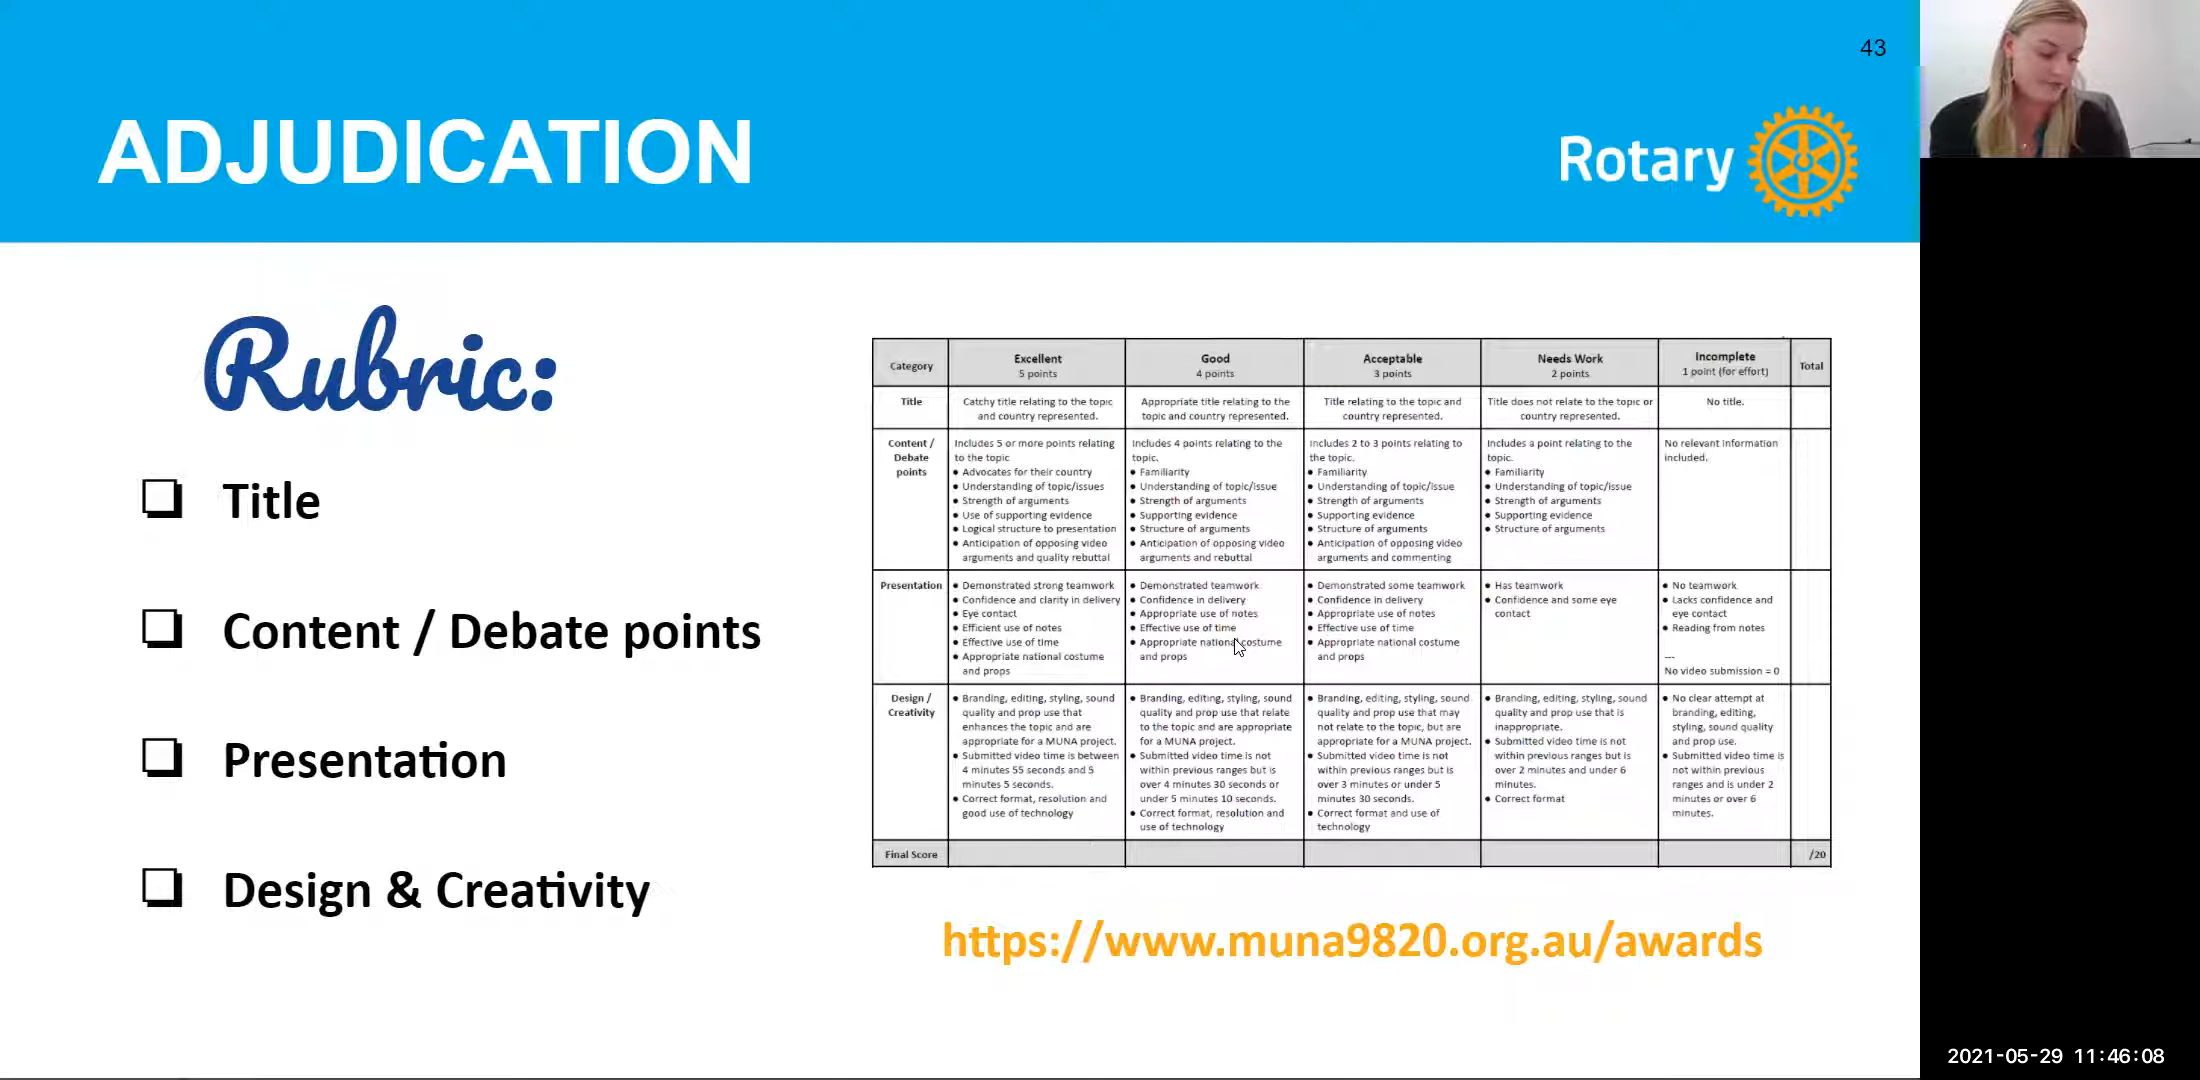 43
ADJUDICATION
Rotary
Rubric:
❏ Title
❏ Content / Debate points
❏ Presentation
❏ Design & Creativity
Category
Excellent
5 points
Good
4 points
Acceptable
3 points
Needs Work
2 points
Incomplete
1 point (for effort)
Total
Title
Catchy title relating to the topic
and country represented.
Appropriate title relating to the
topic and country represented.
Title relating to the topic and
country represented.
Title does not relate to the topic or
country represented.
No title.
Content /
Debate
points
Includes 5 or more points relating
to the topic
● Advocates for their country
● Understanding of topic/issues
● Strength of arguments
● Use of supporting evidence
● Logical structure to presentation
● Anticipation of opposing video
arguments and quality rebuttal
Includes 4 points relating to the
topic.
● Familiarity
● Understanding of topic/issue
● Strength of arguments
● Supporting evidence
● Structure of arguments
● Anticipation of opposing video
arguments and rebuttal
Includes 2 to 3 points relating to
the topic.
● Familiarity
● Understanding of topic/issue
● Strength of arguments
● Supporting evidence
● Structure of arguments
● Anticipation of opposing video
arguments and commenting
Includes a point relating to the
topic.
● Familiarity
● Understanding of topic/issue
● Strength of arguments
● Supporting evidence
● Structure of arguments
No relevant information
included.
Presentation
● Demonstrated strong teamwork
● Confidence and clarity in delivery
● Eye contact
● Efficient use of notes
● Effective use of time
● Appropriate national costume
and props
● Demonstrated teamwork
● Confidence in delivery
● Appropriate use of notes
● Effective use of time
● Appropriate national costume
and props
● Demonstrated some teamwork
● Confidence in delivery
● Appropriate use of notes
● Effective use of time
● Appropriate national costume
and props
● Has teamwork
● Confidence and some eye
contact
● No teamwork
● Lacks confidence and
eye contact
● Reading from notes
---
No video submission = 0
Design /
Creativity
● Branding, editing, styling, sound
quality and prop use that
enhances the topic and are
appropriate for a MUNA project.
● Submitted video time is between
4 minutes 55 seconds and 5
minutes 5 seconds.
● Correct format, resolution and
good use of technology
● Branding, editing, styling, sound
quality and prop use that relate
to the topic and are appropriate
for a MUNA project.
● Submitted video time is not
within previous ranges but is
over 4 minutes 30 seconds or
under 5 minutes 10 seconds.
● Correct format, resolution and
use of technology
● Branding, editing, styling, sound
quality and prop use that may
not relate to the topic, but are
appropriate for a MUNA project.
● Submitted video time is not
within previous ranges but is
over 3 minutes or under 5
minutes 30 seconds.
● Correct format and use of
technology
● Branding, editing, styling, sound
quality and prop use that is
inappropriate.
● Submitted video time is not
within previous ranges but is
over 2 minutes and under 6
minutes.
● Correct format
● No clear attempt at
branding, editing,
styling, sound quality
and prop use.
● Submitted video time is
not within previous
ranges and is under 2
minutes or over 6
minutes.
Final Score
/20
https://www.muna9820.org.au/awards
2021-05-29 11:46:08